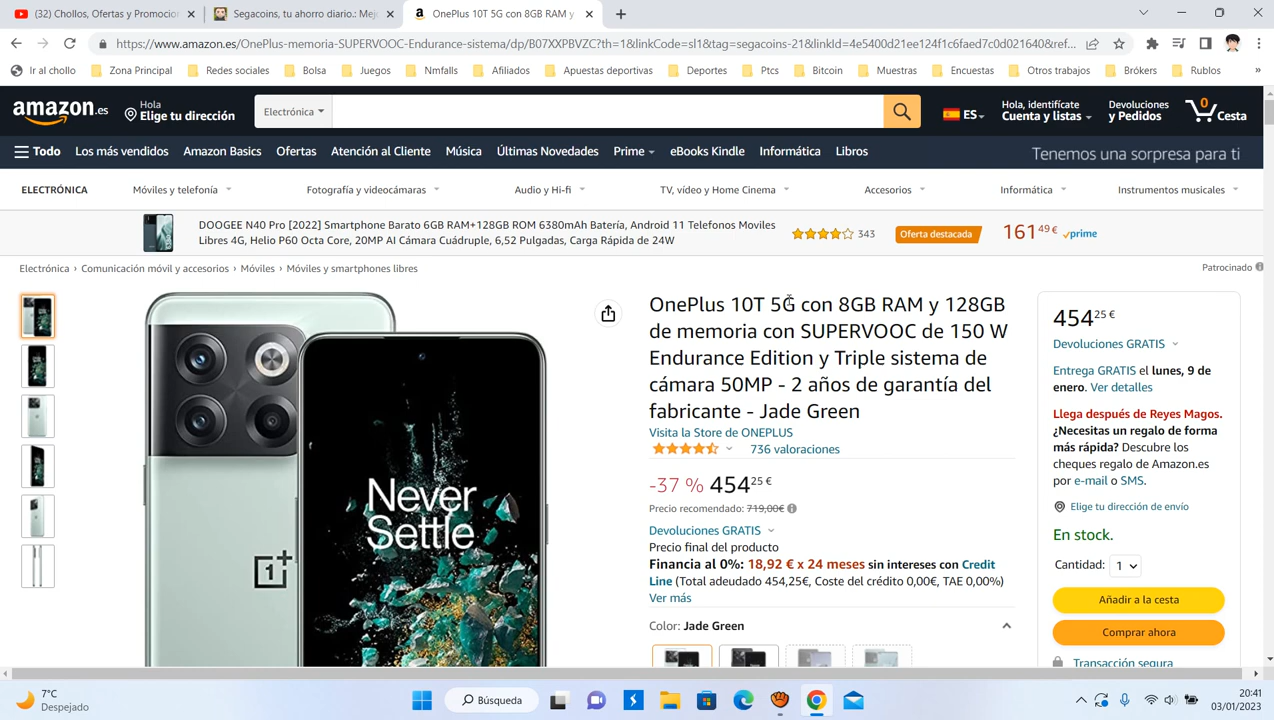 (32) Chollos, Ofertas y Promocio
Segacoins, tu ahorro diario.: Mej
OnePlus 10T 5G con 8GB RAM y
https://www.amazon.es/OnePlus-memoria-SUPERVOOC-Endurance-sistema/dp/B07XXPBVZC?th=1&linkCode=sl1&tag=segacoins-21&linkId=4e5400d21ee124f1c6faed7c0d021640&ref...
Ir al chollo Zona Principal Redes sociales Bolsa Juegos Nmfalls Afiliados Apuestas deportivas Deportes Ptcs Bitcoin Muestras Encuestas Otros trabajos Brókers Rublos »
amazon.es
Hola
Elige tu dirección
Electrónica
ES
Hola, identifícate
Cuenta y listas
Devoluciones
y Pedidos
0
Cesta
Todo Los más vendidos Amazon Basics Ofertas Atención al Cliente Música Últimas Novedades Prime eBooks Kindle Informática Libros
Tenemos una sorpresa para ti
ELECTRÓNICA Móviles y telefonía Fotografía y videocámaras Audio y Hi-fi TV, vídeo y Home Cinema Accesorios Informática Instrumentos musicales
DOOGEE N40 Pro [2022] Smartphone Barato 6GB RAM+128GB ROM 6380mAh Batería, Android 11 Telefonos Moviles
Libres 4G, Helio P60 Octa Core, 20MP AI Cámara Cuádruple, 6,52 Pulgadas, Carga Rápida de 24W
343
Oferta destacada
161 49 €
prime
Electrónica › Comunicación móvil y accesorios › Móviles › Móviles y smartphones libres
Patrocinado
Never
Settle
OnePlus 10T 5G con 8GB RAM y 128GB
de memoria con SUPERVOOC de 150 W
Endurance Edition y Triple sistema de
cámara 50MP - 2 años de garantía del
fabricante - Jade Green
Visita la Store de ONEPLUS
736 valoraciones
-37 % 454 25 €
Precio recomendado: 719,00€
Devoluciones GRATIS
Precio final del producto
Financia al 0%: 18,92 € x 24 meses sin intereses con Credit
Line (Total adeudado 454,25€, Coste del crédito 0,00€, TAE 0,00%)
Ver más
Color: Jade Green
454 25 €
Devoluciones GRATIS
Entrega GRATIS el lunes, 9 de
enero. Ver detalles
Llega después de Reyes Magos.
¿Necesitas un regalo de forma
más rápida? Descubre los
cheques regalo de Amazon.es
por e-mail o SMS.
Elige tu dirección de envío
En stock.
Cantidad: 1
Añadir a la cesta
Comprar ahora
Transacción segura
7°C
Despejado
Búsqueda
20:41
03/01/2023